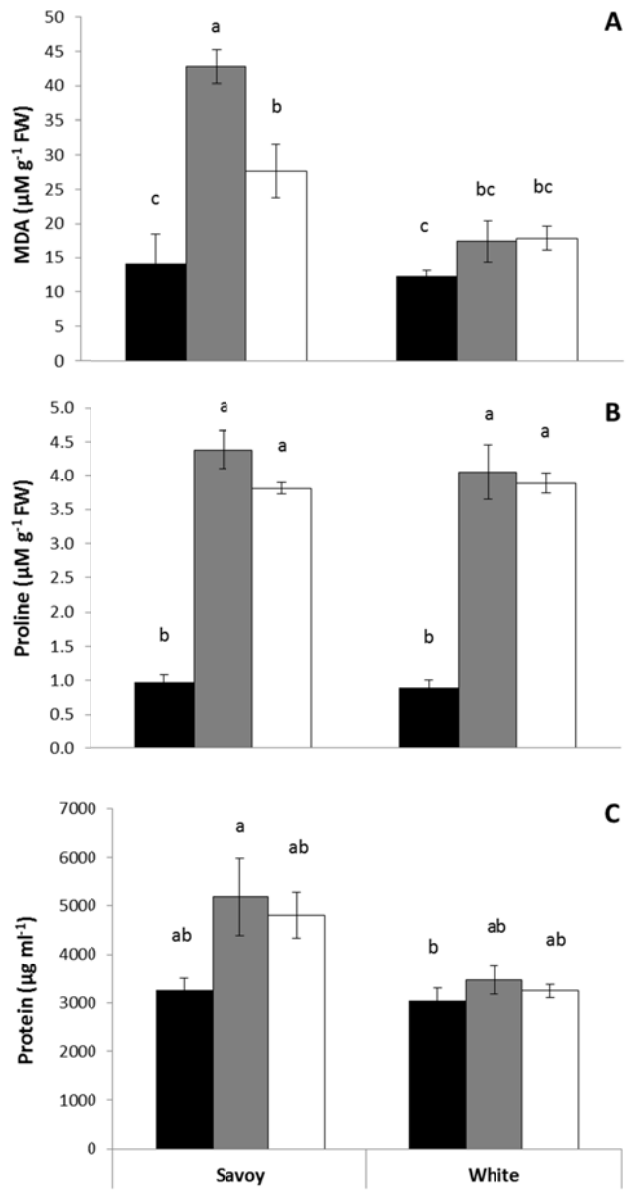 A
MDA (µM g⁻¹ FW)
50
45
40
35
30
25
20
15
10
5
0
c
a
b
c
bc
bc
B
Proline (µM g⁻¹ FW)
5.0
4.5
4.0
3.5
3.0
2.5
2.0
1.5
1.0
0.5
0.0
b
a
a
b
a
a
C
Protein (µg ml⁻¹)
7000
6000
5000
4000
3000
2000
1000
0
ab
a
ab
b
ab
ab
Savoy White